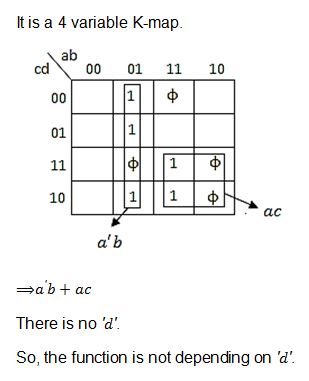 It is a 4 variable K-map.
ab
cd 00 01 11 10
00 1 ϕ
01 1
11 ϕ 1 ϕ
10 1 1 ϕ
ac
a'b
⟹a'b + ac
There is no 'd'.
So, the function is not depending on 'd'.